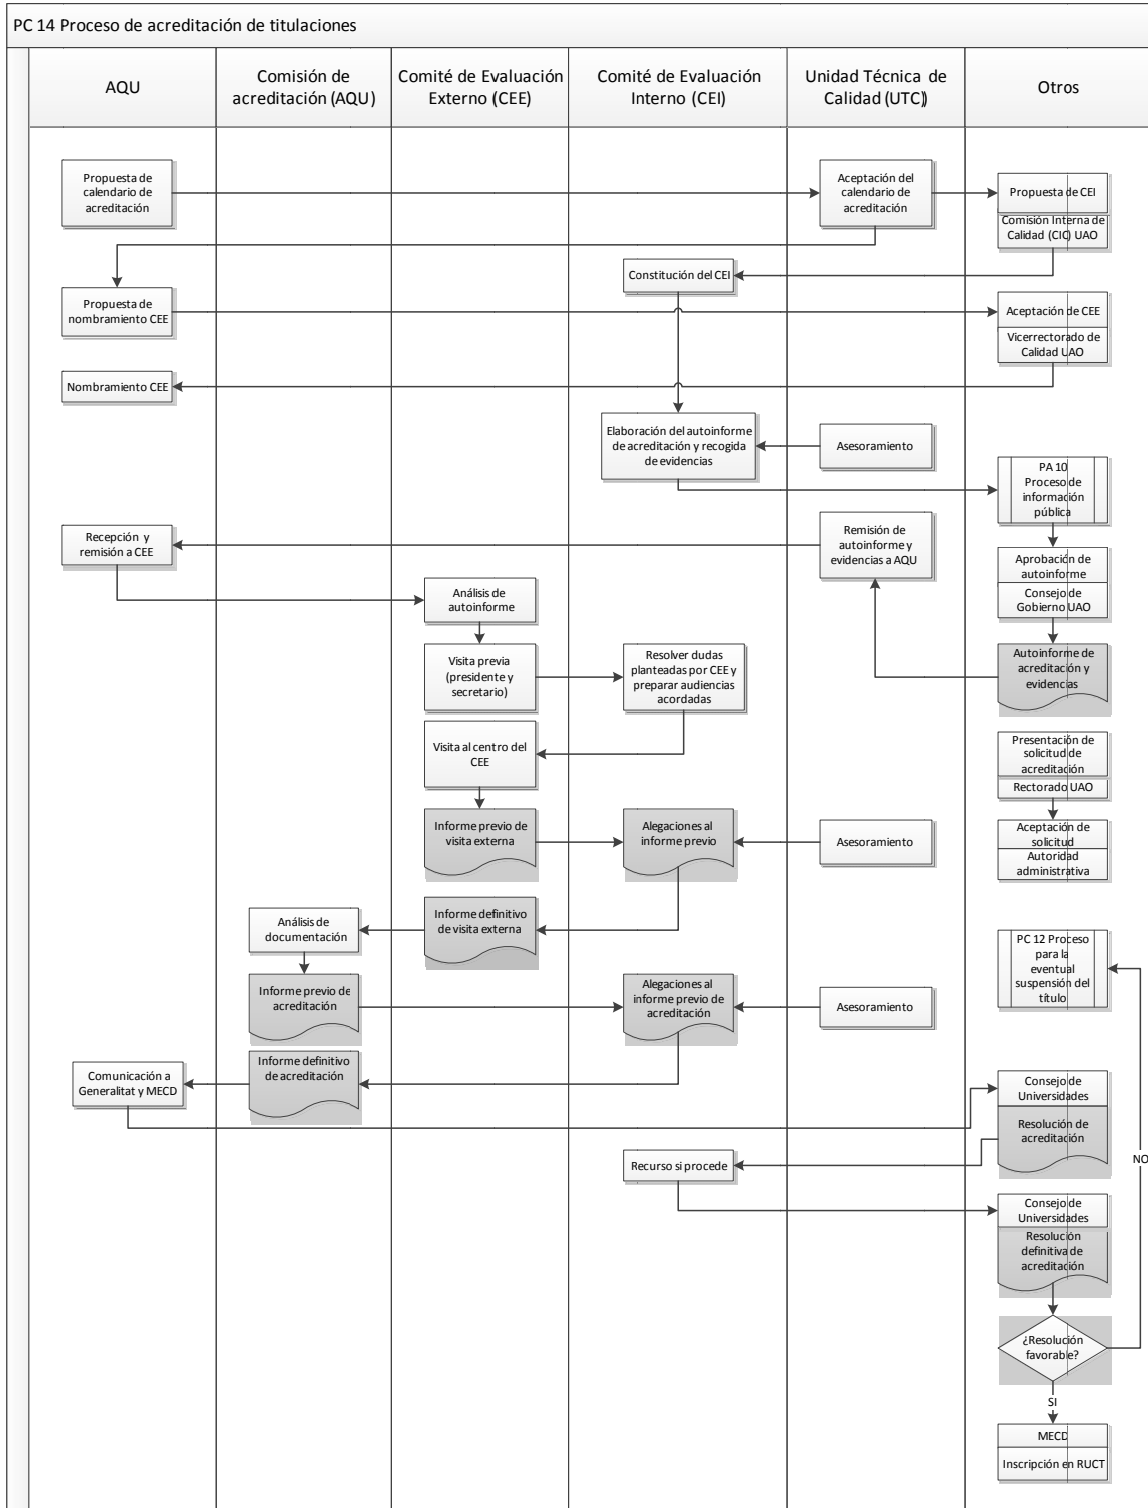 PC 14 Proceso de acreditación de titulaciones
AQU
Comisión de
acreditación (AQU)
Comité de Evaluación
Externo (CEE)
Comité de Evaluación
Interno (CEI)
Unidad Técnica de
Calidad (UTC))
Otros
Propuesta de
calendario de
acreditación
Aceptación del
calendario de
acreditación
Propuesta de CEI
Comisión Interna de
Calidad (CIC) UAO
Constitución del CEI
Propuesta de
nombramiento CEE
Aceptación de CEE
Vicerrectorado de
Calidad UAO
Nombramiento CEE
Elaboración del autoinforme
de acreditación y recogida
de evidencias
Asesoramiento
PA 10
Proceso de
información
pública
Recepción y
remisión a CEE
Remisión de
autoinforme y
evidencias a AQU
Aprobación de
autoinforme
Consejo de
Gobierno UAO
Análisis de
autoinforme
Visita previa
(presidente y
secretario)
Resolver dudas
planteadas por CEE y
preparar audiencias
acordadas
Autoinforme de
acreditación y
evidencias
Visita al centro del
CEE
Presentación de
solicitud de
acreditación
Rectorado UAO
Informe previo de
visita externa
Alegaciones al
informe previo
Asesoramiento
Aceptación de
solicitud
Autoridad
administrativa
Análisis de
documentación
Informe definitivo
de visita externa
PC 12 Proceso
para la
eventual
suspensión del
título
Informe previo de
acreditación
Alegaciones al
informe previo de
acreditación
Asesoramiento
Comunicación a
Generalitat y MECD
Informe definitivo
de acreditación
Consejo de
Universidades
Resolución de
acreditación
NO
Recurso si procede
Consejo de
Universidades
Resolución
definitiva de
acreditación
¿Resolución
favorable?
SI
MECD
Inscripción en RUCT